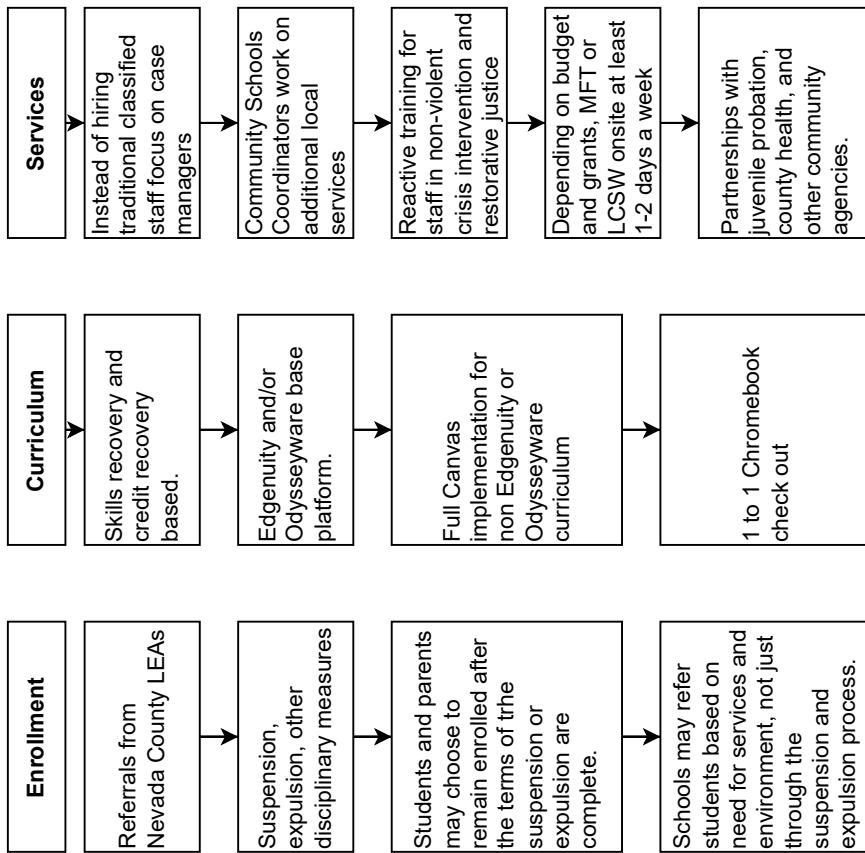 Enrollment
Referrals from
Nevada County LEAs
Suspension,
expulsion, other
disciplinary measures
Students and parents
may choose to
remain enrolled after
the terms of trhe
suspension or
expulsion are
complete.
Schools may refer
students based on
need for services and
environment, not just
through the
suspension and
expulsion process.
Curriculum
Skills recovery and
credit recovery
based.
Edgenuity and/or
Odysseyware base
platform.
Full Canvas
implementation for
non Edgenuity or
Odysseyware
curriculum
1 to 1 Chromebook
check out
Services
Instead of hiring
traditional classified
staff focus on case
managers
Community Schools
Coordinators work on
additional local
services
Reactive training for
staff in non-violent
crisis intervention and
restorative justice
Depending on budget
and grants, MFT or
LCSW onsite at least
1-2 days a week
Partnerships with
juvenile probation,
county health, and
other community
agencies.